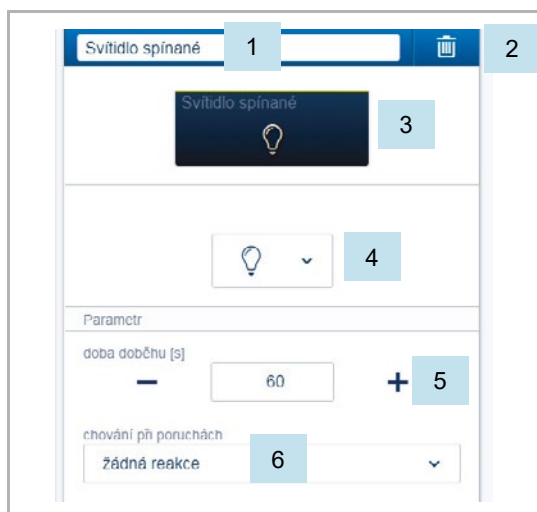 Svítidlo spínané 1
2
Svítidlo spínané
3
4
Parametr
doba doběhu [s]
60
5
chování při poruchách
žádná reakce 6